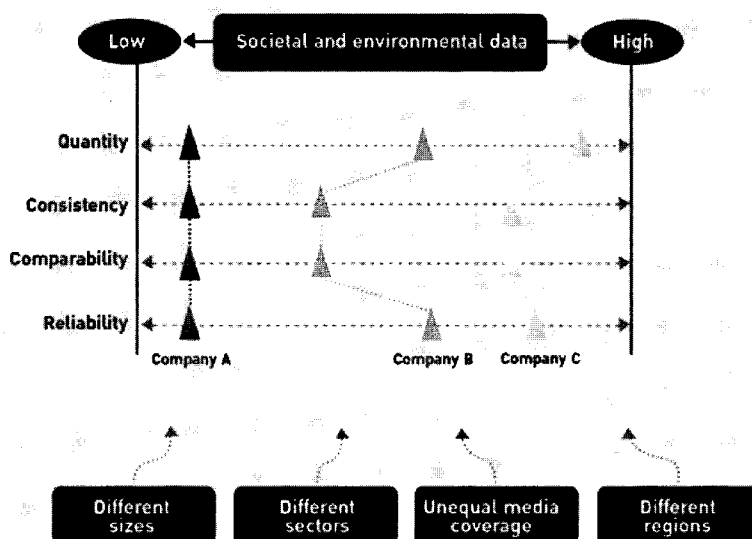 Low
Societal and environmental data
High
Quantity
Consistency
Comparability
Reliability
Company A
Company B
Company C
Different
sizes
Different
sectors
Unequal media
coverage
Different
regions